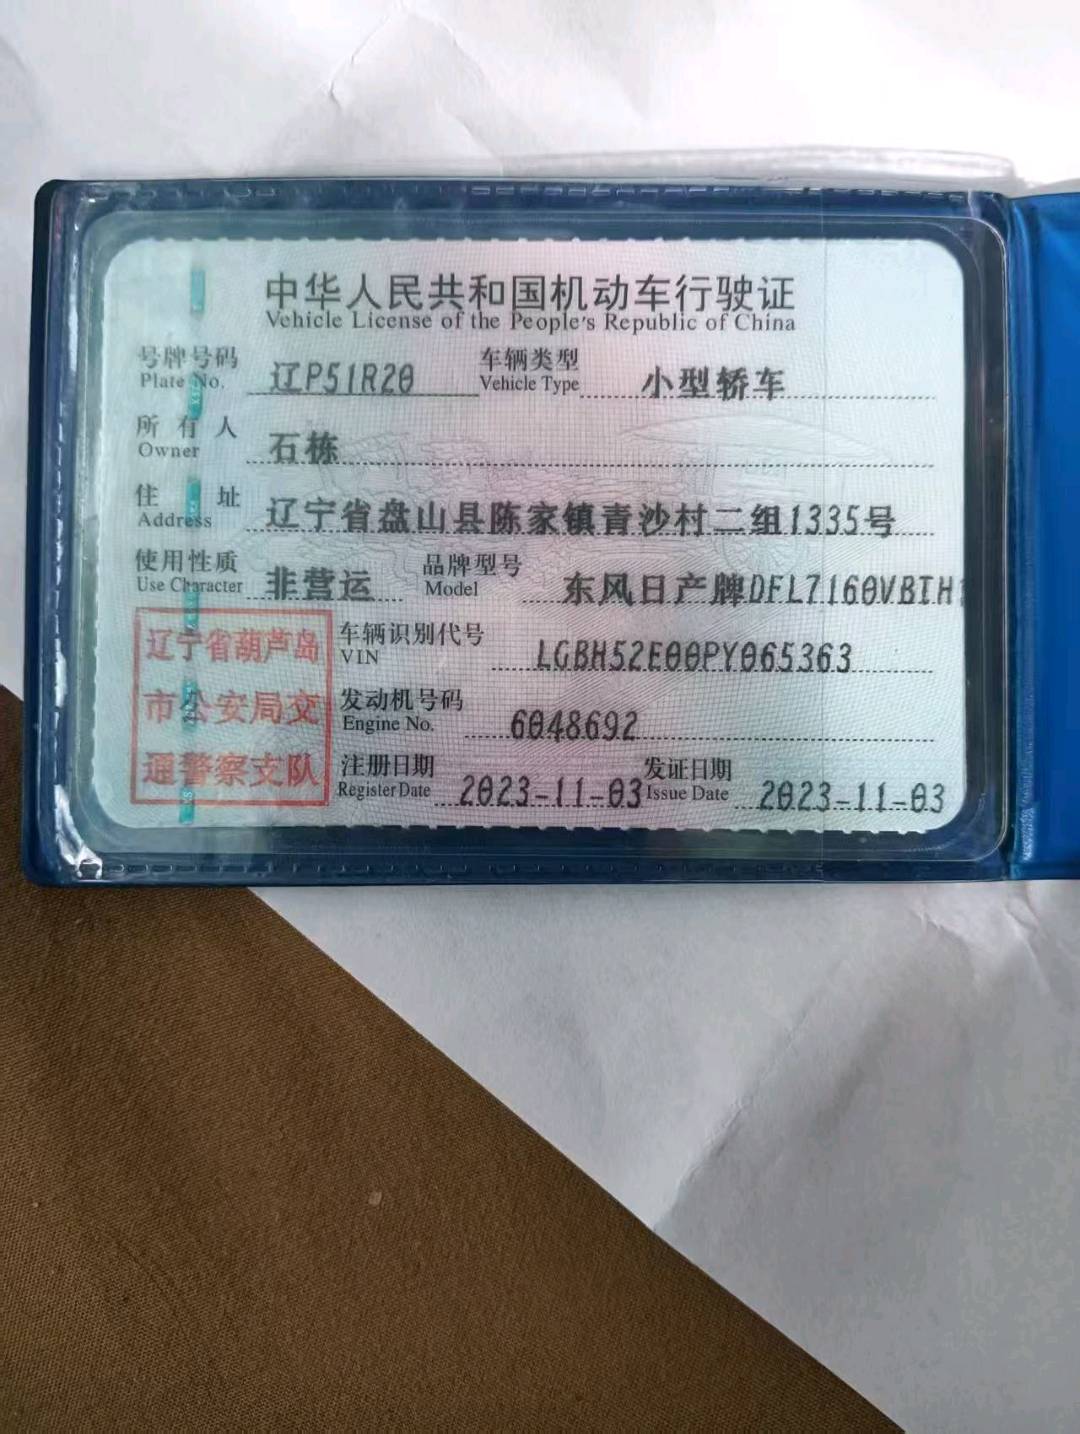 中华人民共和国机动车行驶证
Vehicle License of the People's Republic of China
号牌号码 辽P51R20 车辆类型 小型轿车
Plate No. Vehicle Type
所有人 石栋
Owner
住址 辽宁省盘山县陈家镇青沙村二组1335号
Address
使用性质 非营运 品牌型号 东风日产牌DFL7160VBTH1
Use Character Model
辽宁省葫芦岛
市公安局交
通警察支队
车辆识别代号 LGBH52E00PY065363
VIN
发动机号码 6048692
Engine No.
注册日期 2023-11-03 发证日期 2023-11-03
Register Date Issue Date